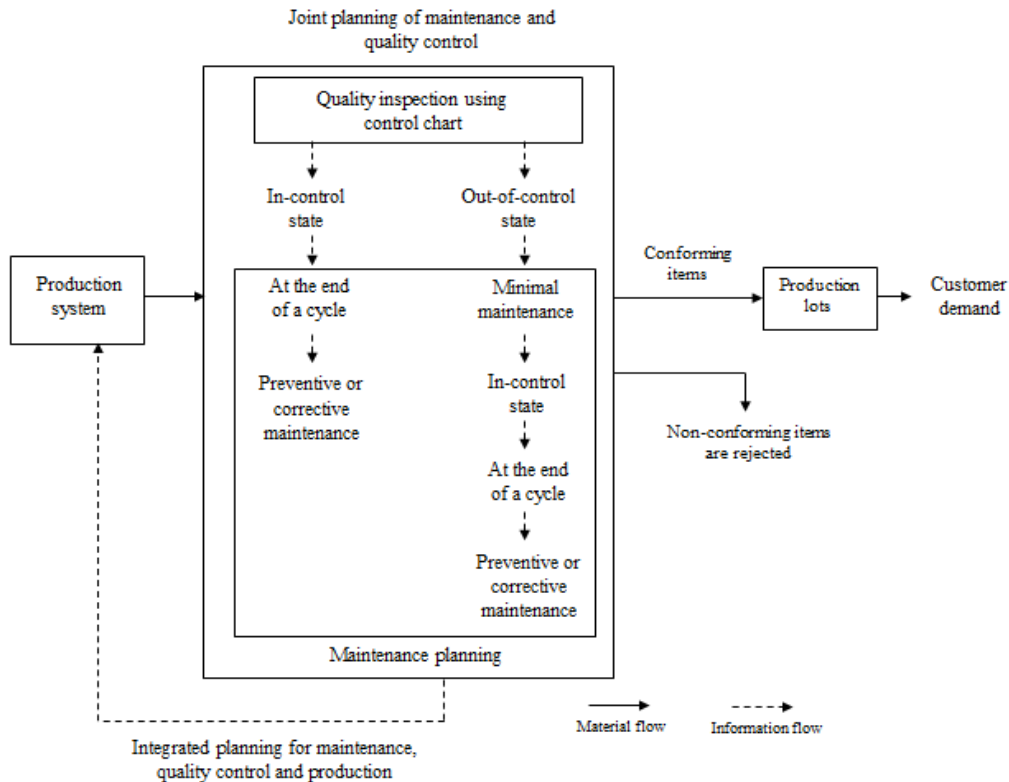 Joint planning of maintenance and
quality control
Quality inspection using
control chart
In-control
state
Out-of-control
state
Production
system
At the end
of a cycle
Preventive or
corrective
maintenance
Minimal
maintenance
In-control
state
At the end
of a cycle
Preventive or
corrective
maintenance
Maintenance planning
Conforming
items
Production
lots
Customer
demand
Non-conforming items
are rejected
Material flow
Information flow
Integrated planning for maintenance,
quality control and production